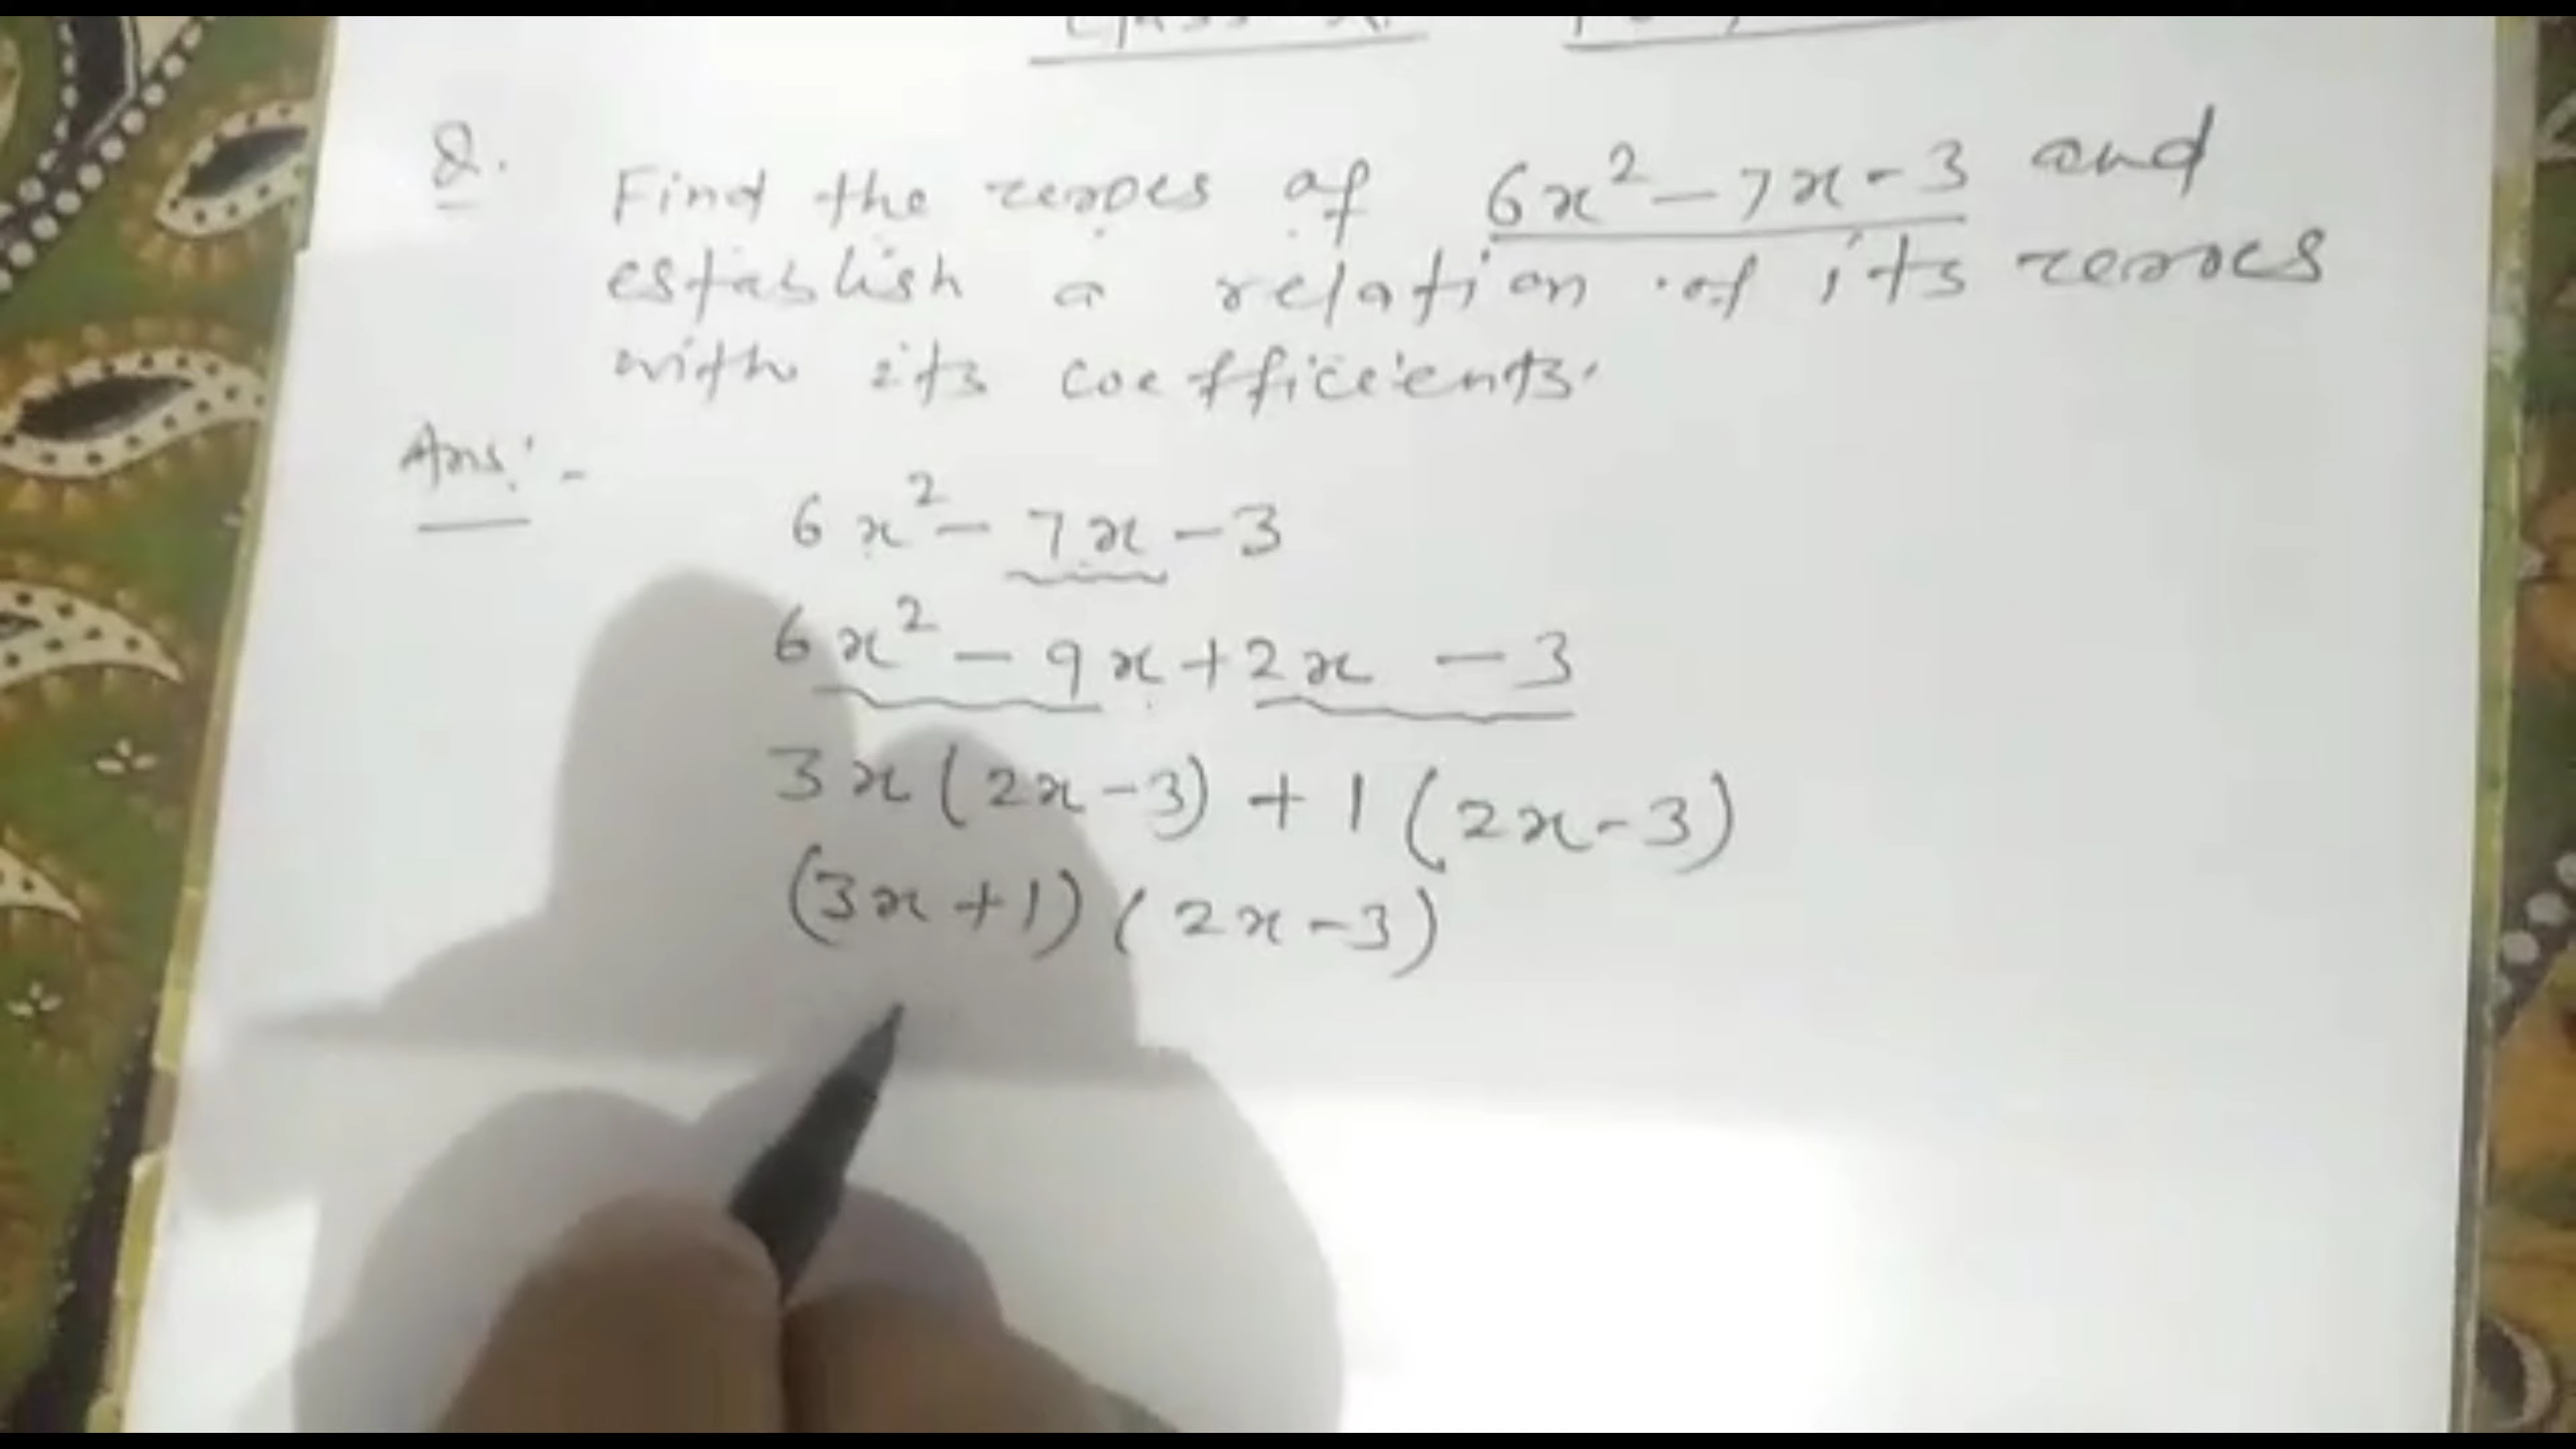 Q. Find the zeroes of 6x² - 7x - 3 and
establish a relation of its zeroes
with its coefficients.
Ans:-
6x² - 7x - 3
6x² - 9x + 2x - 3
3x (2x - 3) + 1 (2x - 3)
(3x + 1) (2x - 3)